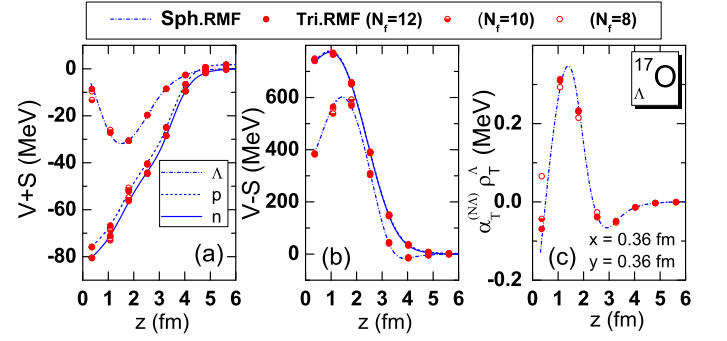 Sph.RMF Tri.RMF (N_f=12) (N_f=10) (N_f=8)
V+S (MeV)
0
-20
-40
-60
-80
Λ
p
n
(a)
0 1 2 3 4 5 6
z (fm)
V-S (MeV)
600
400
200
0
(b)
0 1 2 3 4 5 6
z (fm)
α_T^(NΛ) ρ_T^Λ
0.2
0.0
-0.2
17
Λ O
x = 0.36 fm
y = 0.36 fm
(c)
0 1 2 3 4 5 6
z (fm)